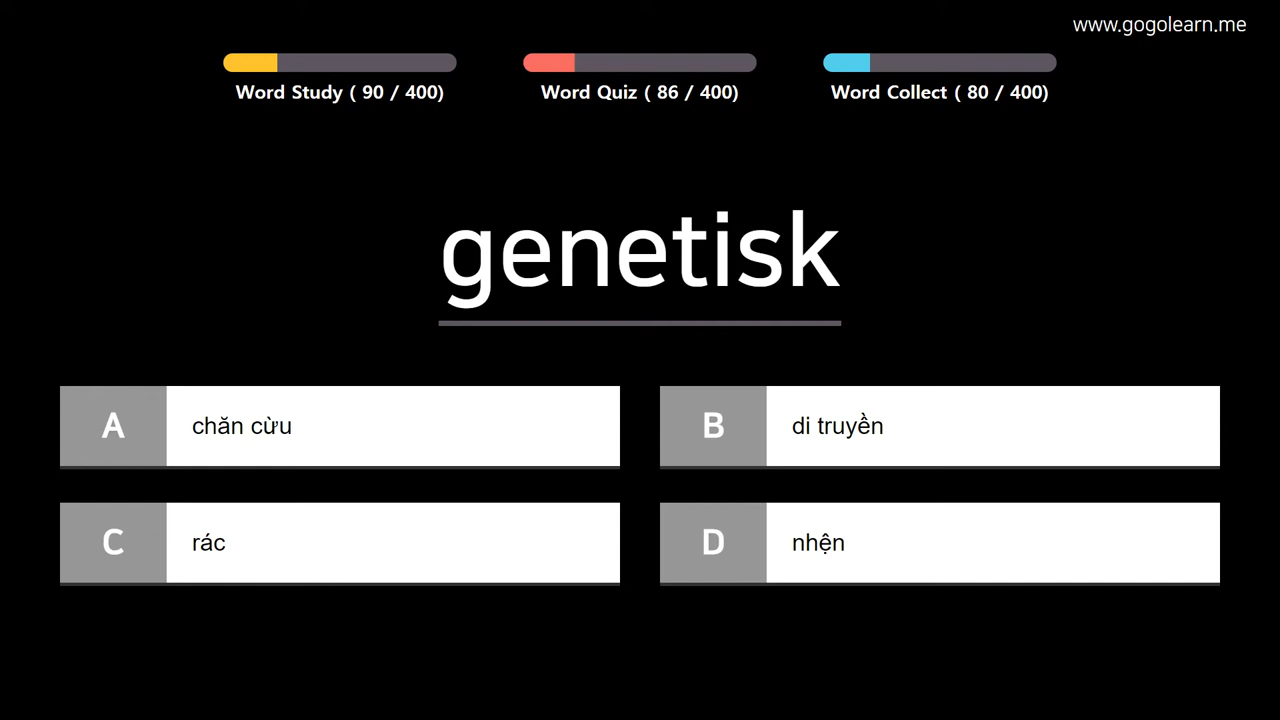 www.gogolearn.me
Word Study ( 90 / 400)
Word Quiz ( 86 / 400)
Word Collect ( 80 / 400)
genetisk
A chăn cừu
B di truyền
C rác
D nhện